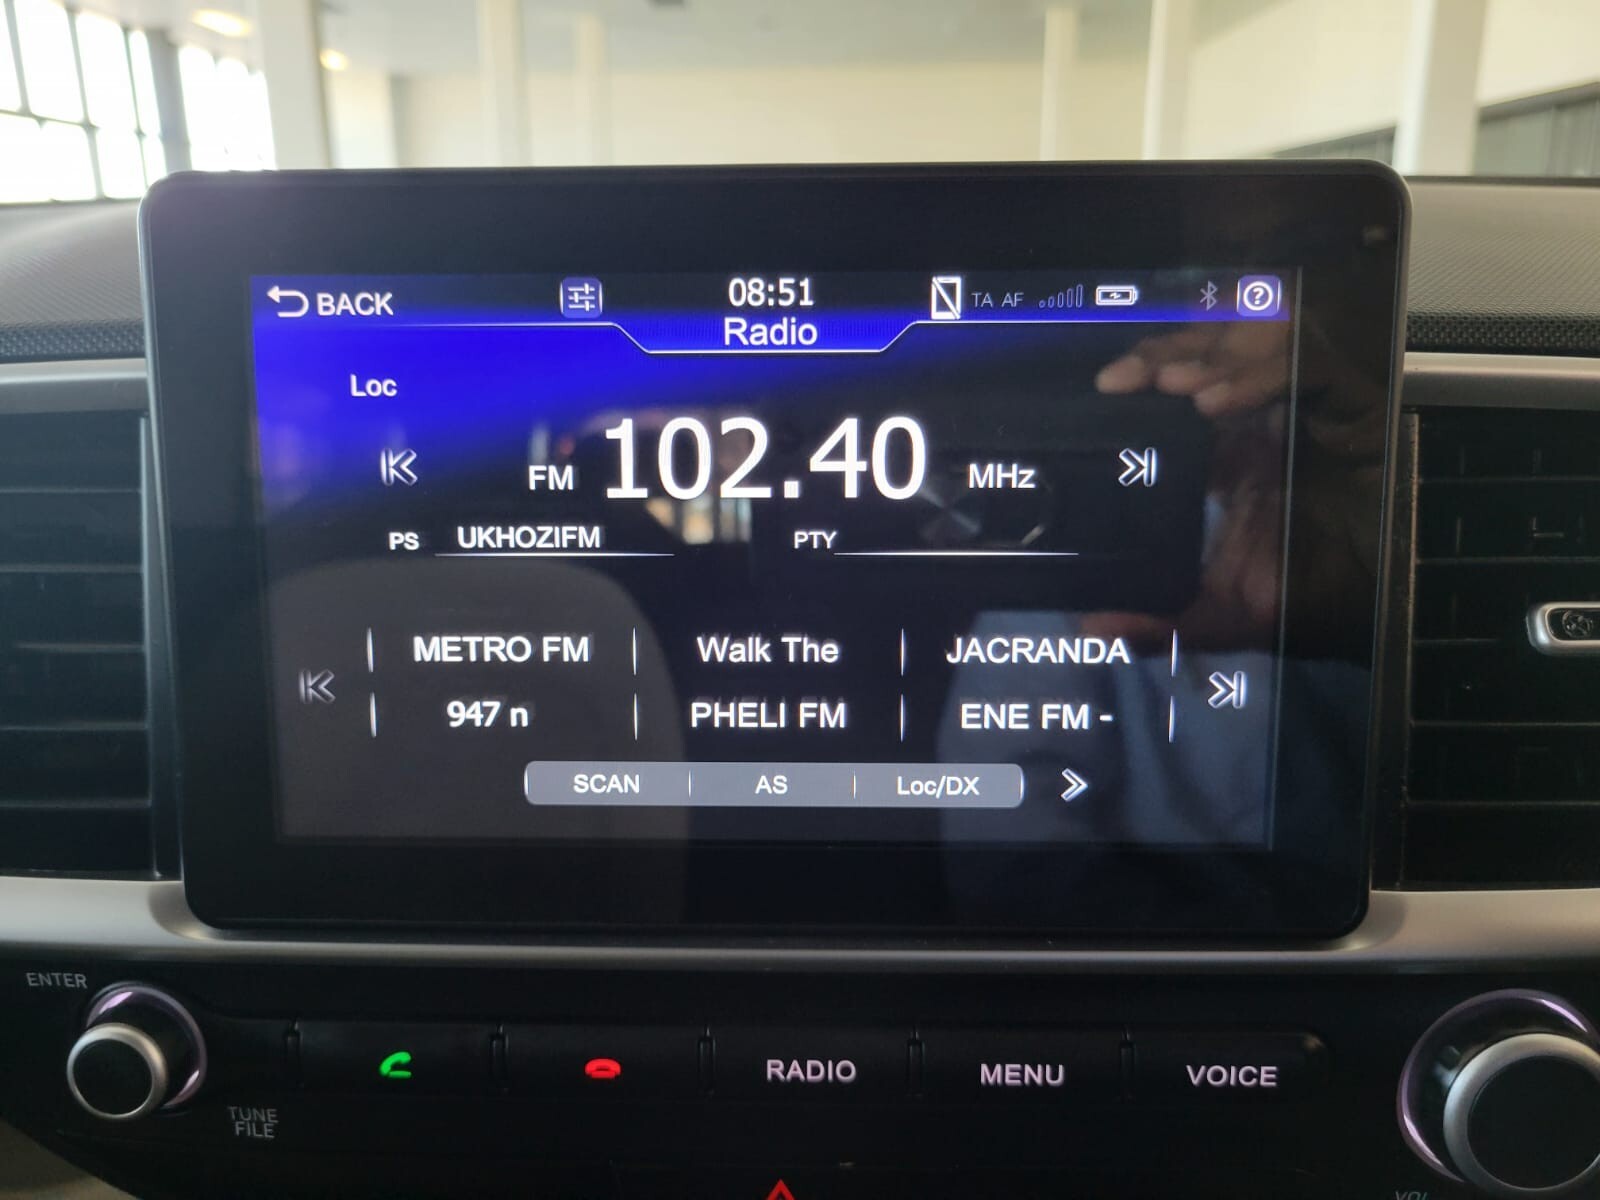 BACK
08:51
TA AF
Radio
Loc
FM 102.40 MHz
PS UKHOZIFM
PTY
METRO FM
Walk The
JACRANDA
947 n
PHELI FM
ENE FM -
SCAN
AS
Loc/DX
ENTER
RADIO
MENU
VOICE
TUNE
FILE